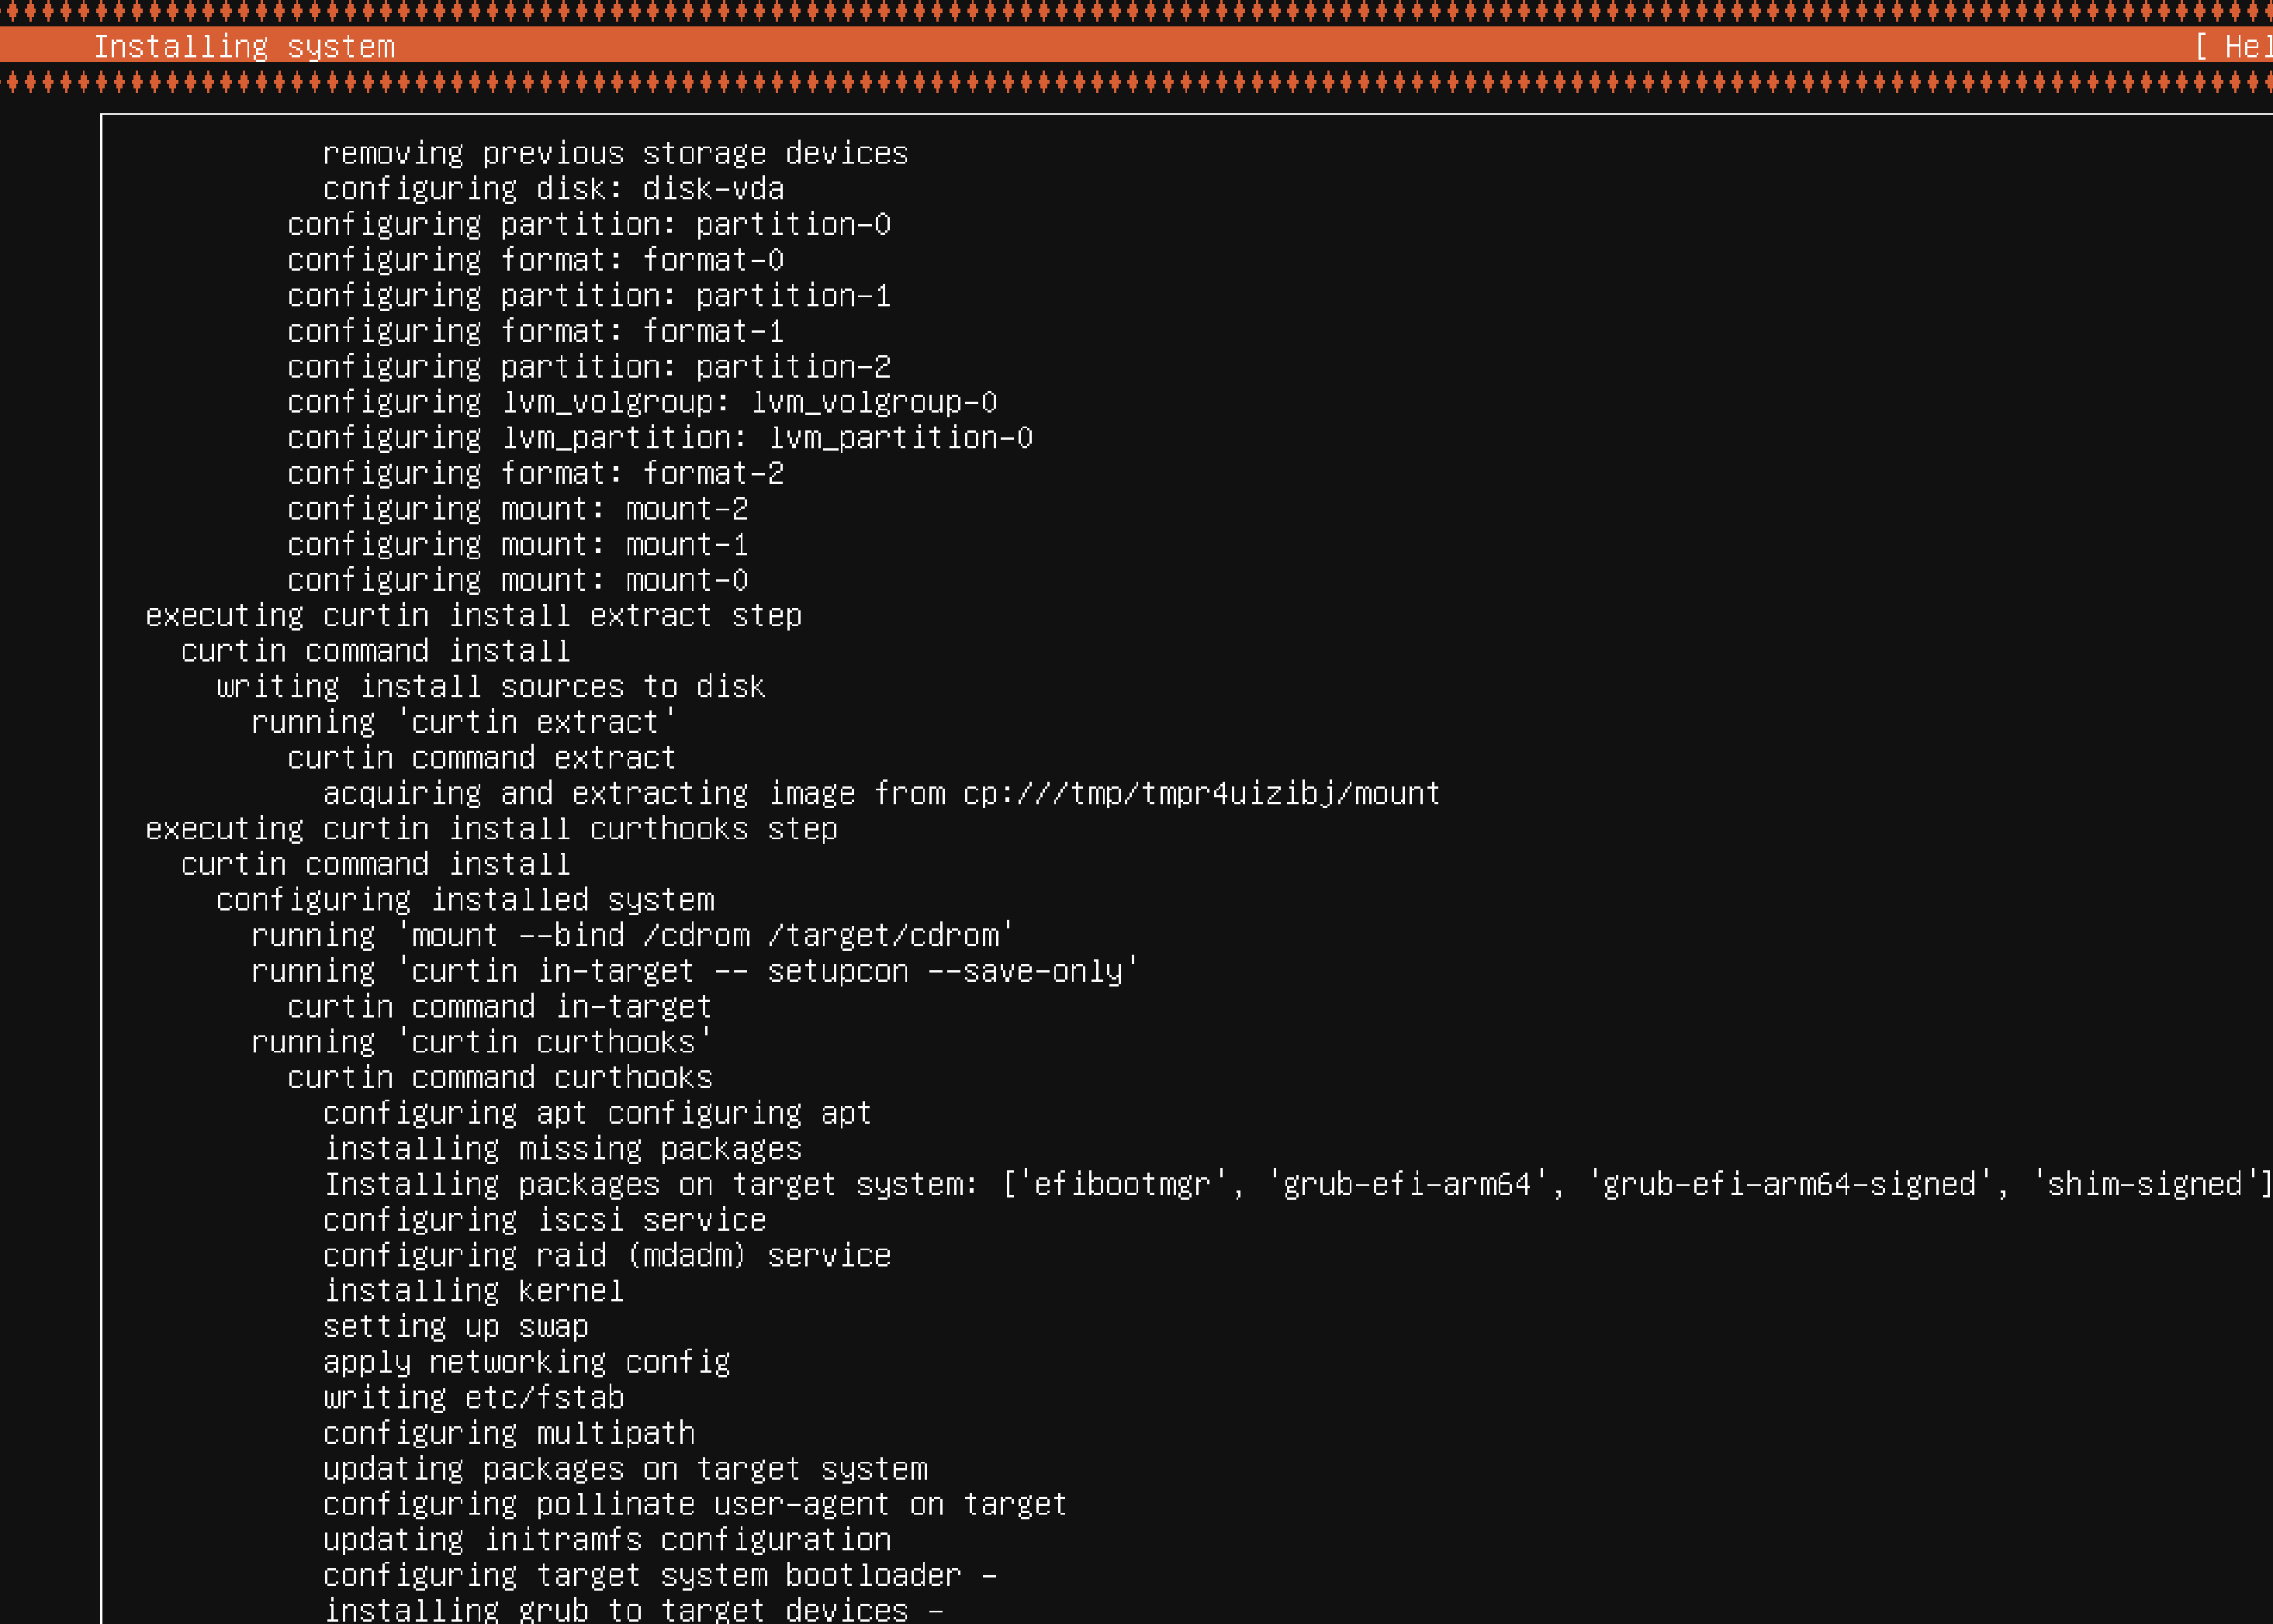 Installing system [ Hel
removing previous storage devices
configuring disk: disk-vda
configuring partition: partition-0
configuring format: format-0
configuring partition: partition-1
configuring format: format-1
configuring partition: partition-2
configuring lvm_volgroup: lvm_volgroup-0
configuring lvm_partition: lvm_partition-0
configuring format: format-2
configuring mount: mount-2
configuring mount: mount-1
configuring mount: mount-0
executing curtin install extract step
curtin command install
writing install sources to disk
running 'curtin extract'
curtin command extract
acquiring and extracting image from cp:///tmp/tmpr4uizibj/mount
executing curtin install curthooks step
curtin command install
configuring installed system
running 'mount --bind /cdrom /target/cdrom'
running 'curtin in-target -- setupcon --save-only'
curtin command in-target
running 'curtin curthooks'
curtin command curthooks
configuring apt configuring apt
installing missing packages
Installing packages on target system: ['efibootmgr', 'grub-efi-arm64', 'grub-efi-arm64-signed', 'shim-signed']
configuring iscsi service
configuring raid (mdadm) service
installing kernel
setting up swap
apply networking config
writing etc/fstab
configuring multipath
updating packages on target system
configuring pollinate user-agent on target
updating initramfs configuration
configuring target system bootloader -
installing grub to target devices -